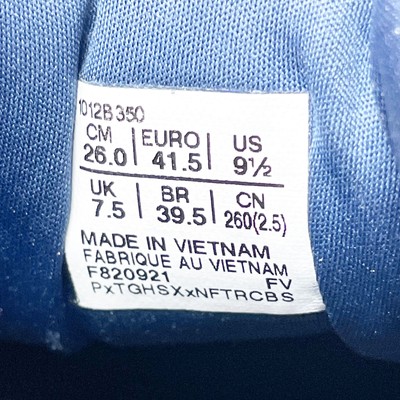 1012B350
CM | EURO | US
26.0 | 41.5 | 9½
UK | BR | CN
7.5 | 39.5 | 260(2.5)
MADE IN VIETNAM
FABRIQUE AU VIETNAM
F820921 FV
PxTGHSXxNFTRCBS